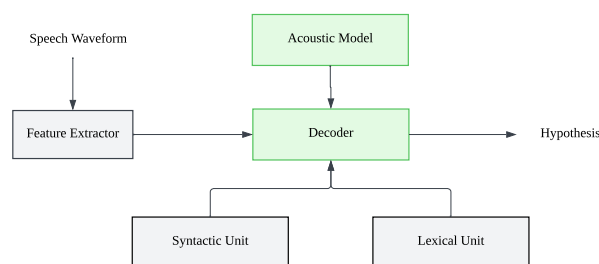 Speech Waveform
Acoustic Model
Feature Extractor
Decoder
Hypothesis
Syntactic Unit
Lexical Unit